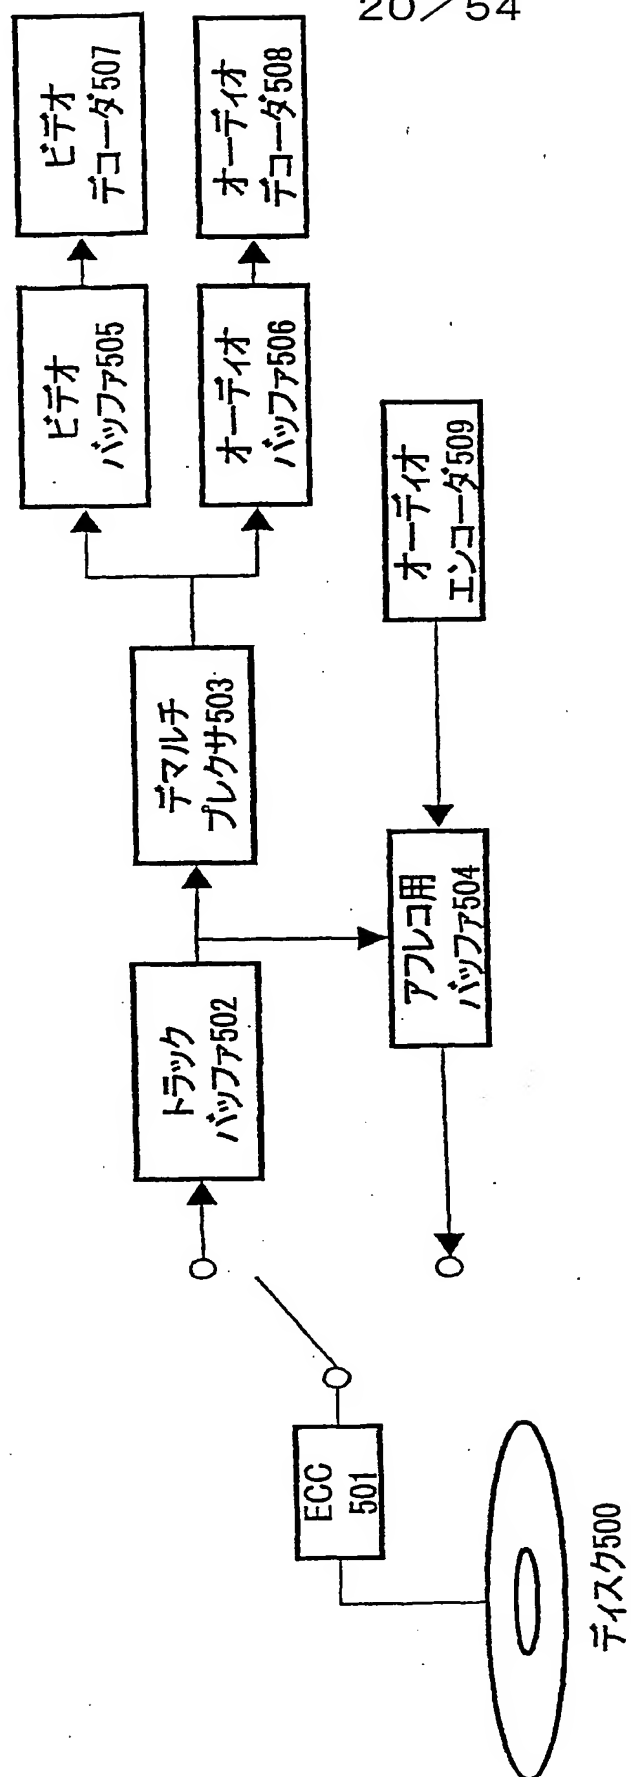 20/54
ビデオ
デコーダ507
オーディオ
デコーダ508
ビデオ
バッファ505
オーディオ
バッファ506
デマルチ
プレクサ503
オーディオ
エンコーダ509
トラック
バッファ502
アフレコ用
バッファ504
ECC
501
ディスク500